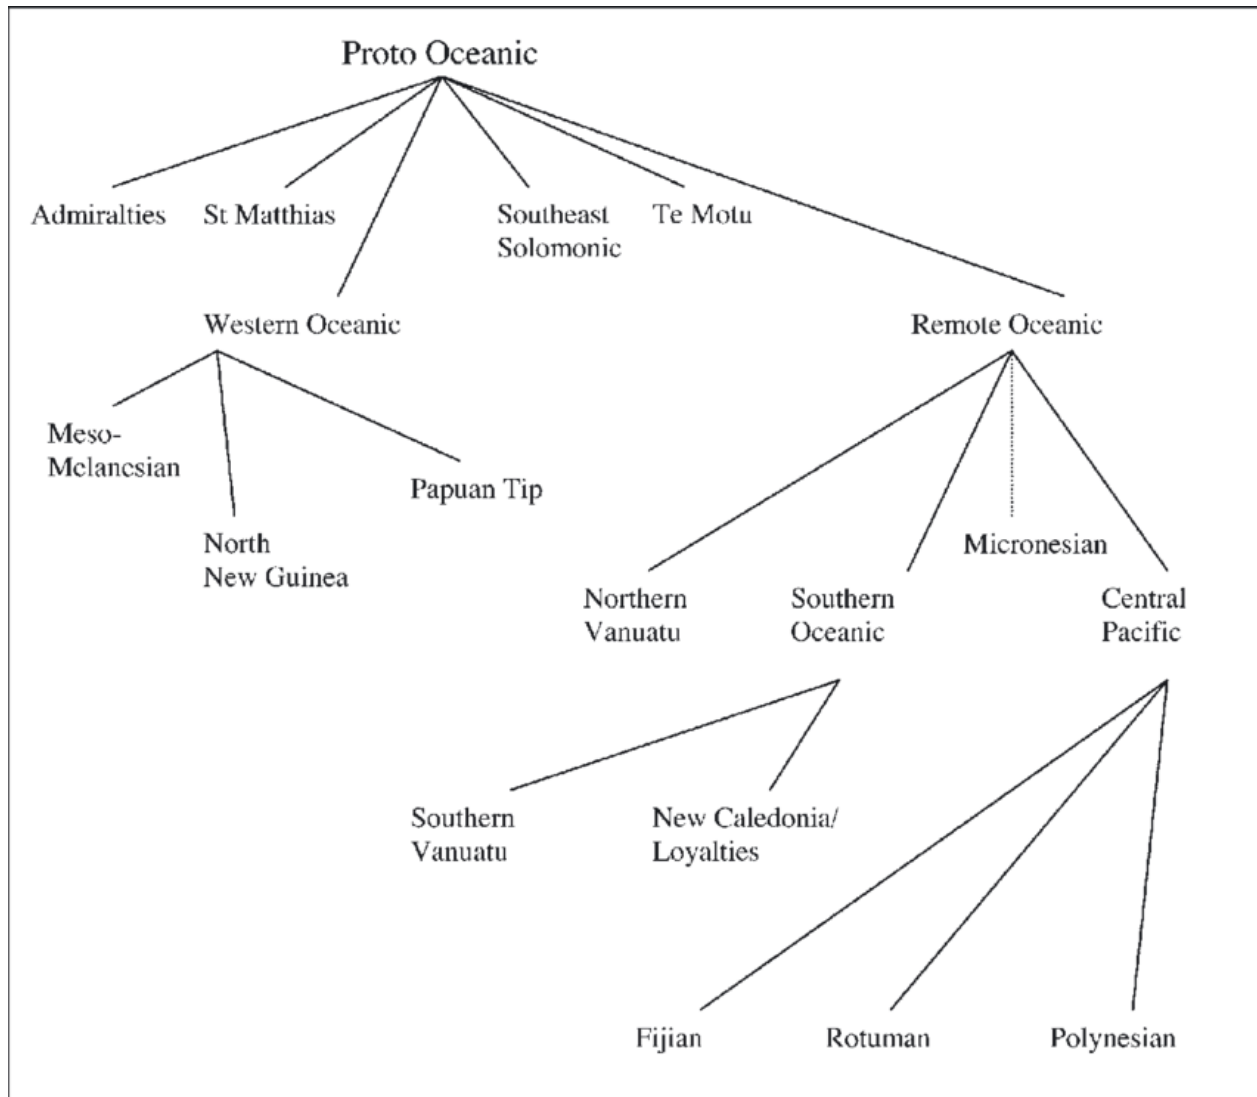 Proto Oceanic
Admiralties
St Matthias
Southeast
Solomonic
Te Motu
Western Oceanic
Remote Oceanic
Meso-
Melanesian
Papuan Tip
North
New Guinea
Micronesian
Northern
Vanuatu
Southern
Oceanic
Central
Pacific
Southern
Vanuatu
New Caledonia/
Loyalties
Fijian
Rotuman
Polynesian